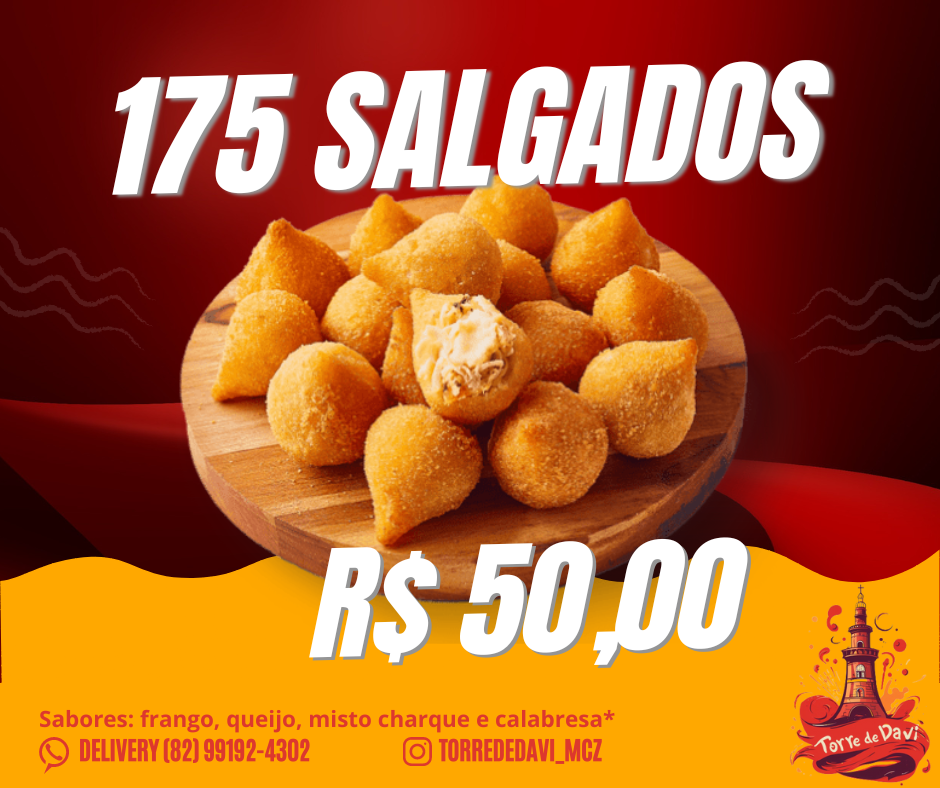 175 SALGADOS
R$ 50,00
Sabores: frango, queijo, misto charque e calabresa*
DELIVERY (82) 99192-4302
TORREDEDAVI_MCZ
Torre de Davi